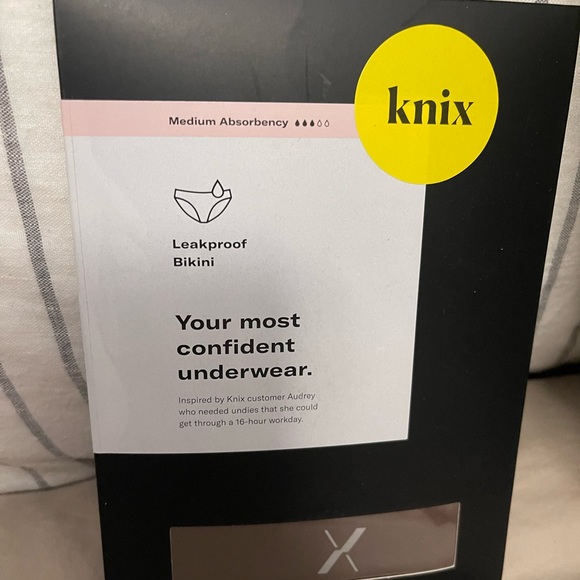 knix
Medium Absorbency
Leakproof
Bikini
Your most
confident
underwear.
Inspired by Knix customer Audrey
who needed undies that she could
get through a 16-hour workday.
X